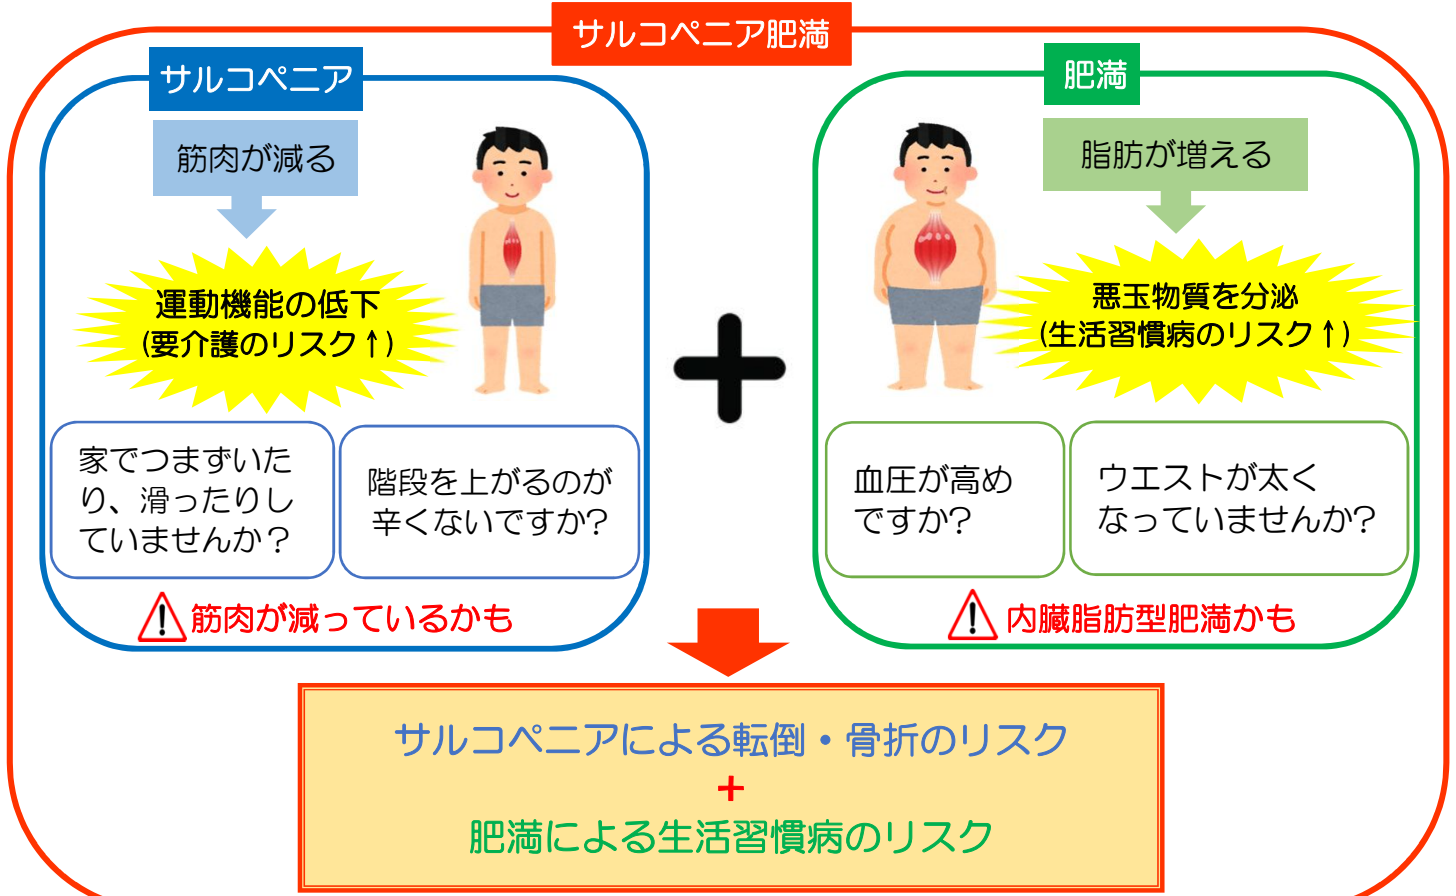 サルコペニア肥満
サルコペニア
筋肉が減る
運動機能の低下
(要介護のリスク↑)
家でつまずいた
り、滑ったりし
ていませんか？
階段を上がるのが
辛くないですか?
筋肉が減っているかも
肥満
脂肪が増える
悪玉物質を分泌
(生活習慣病のリスク↑)
血圧が高め
ですか?
ウエストが太く
なっていませんか?
内臓脂肪型肥満かも
サルコペニアによる転倒・骨折のリスク
+
肥満による生活習慣病のリスク